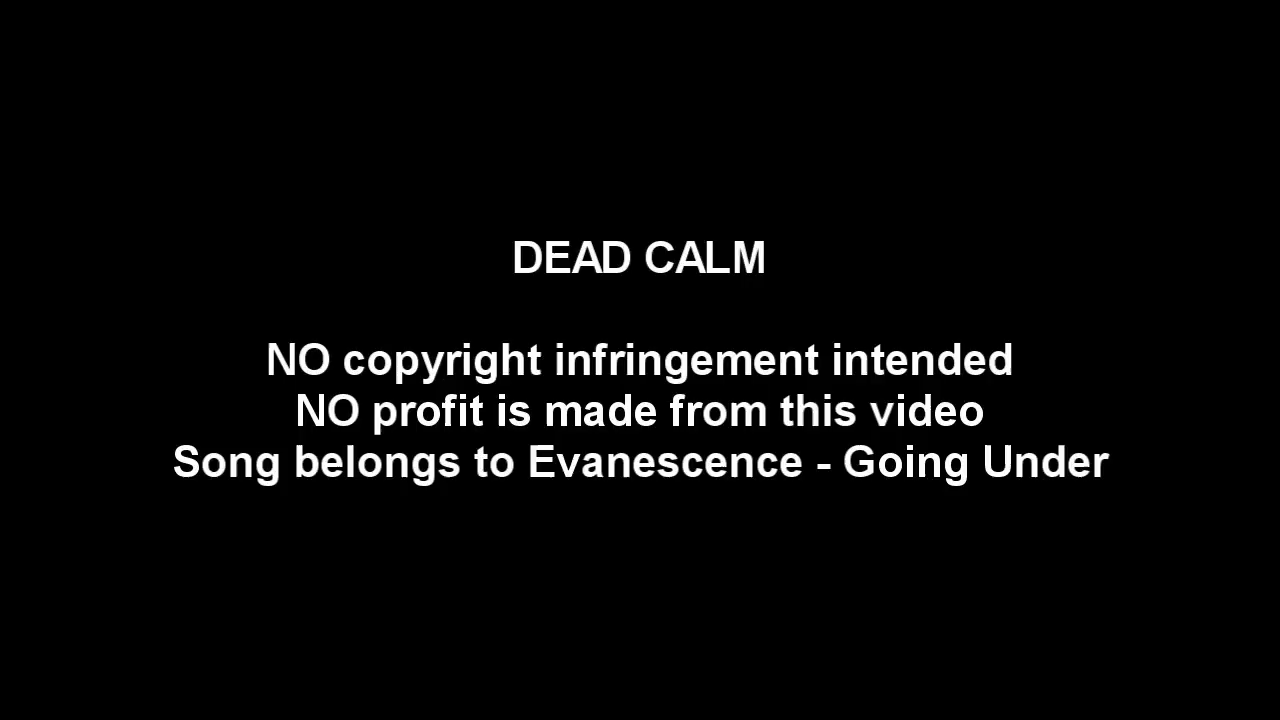 DEAD CALM
NO copyright infringement intended
NO profit is made from this video
Song belongs to Evanescence - Going Under